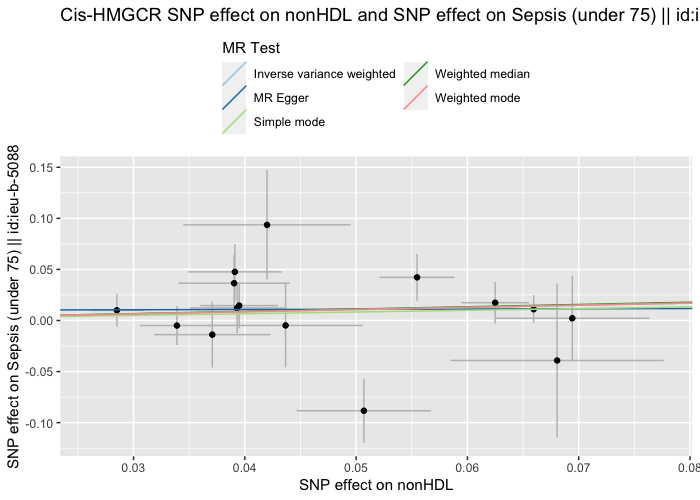 Cis-HMGCR SNP effect on nonHDL and SNP effect on Sepsis (under 75) || id:i
MR Test
Inverse variance weighted
MR Egger
Simple mode
Weighted median
Weighted mode
SNP effect on Sepsis (under 75) || id:ieu-b-5088
0.15
0.10
0.05
0.00
-0.05
-0.10
0.03
0.04
0.05
0.06
0.07
0.08
SNP effect on nonHDL